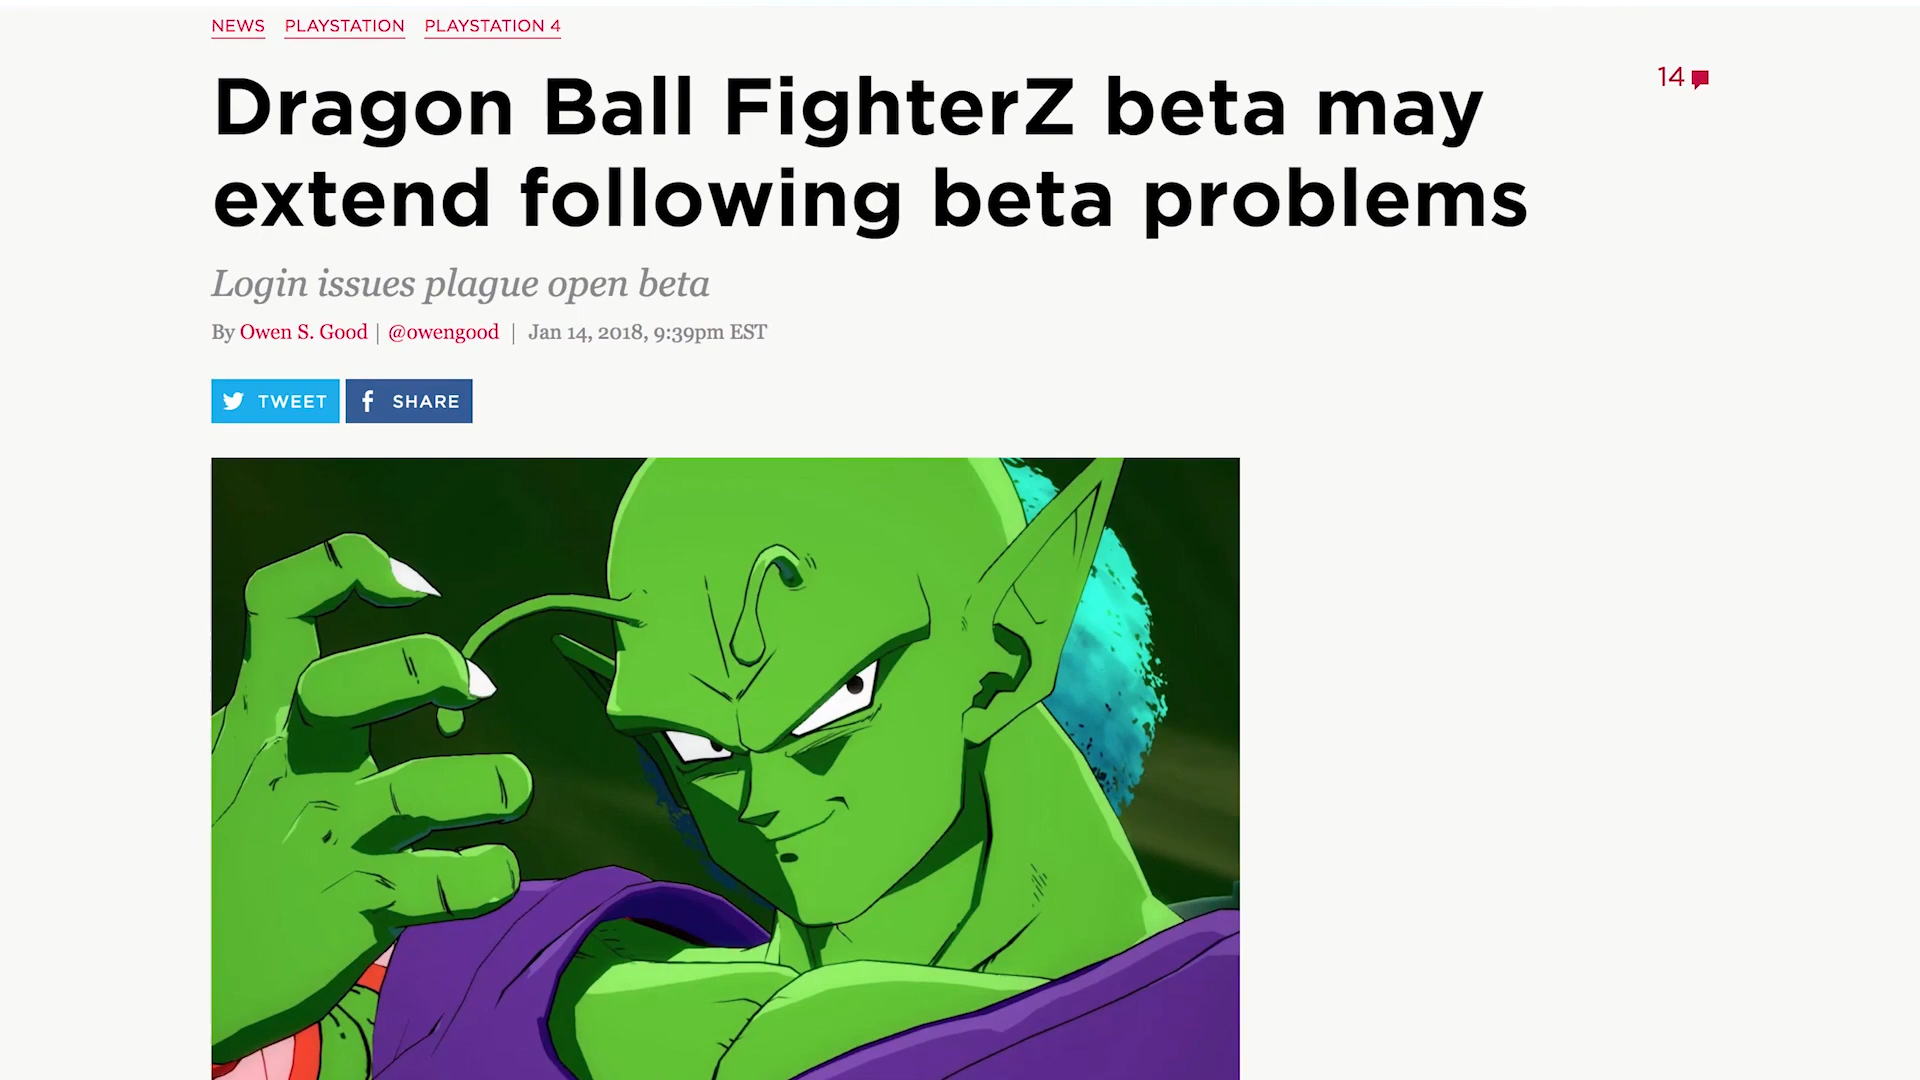 NEWS PLAYSTATION PLAYSTATION 4
14
Dragon Ball FighterZ beta may
extend following beta problems
Login issues plague open beta
By Owen S. Good | @owengood | Jan 14, 2018, 9:39pm EST
TWEET f SHARE